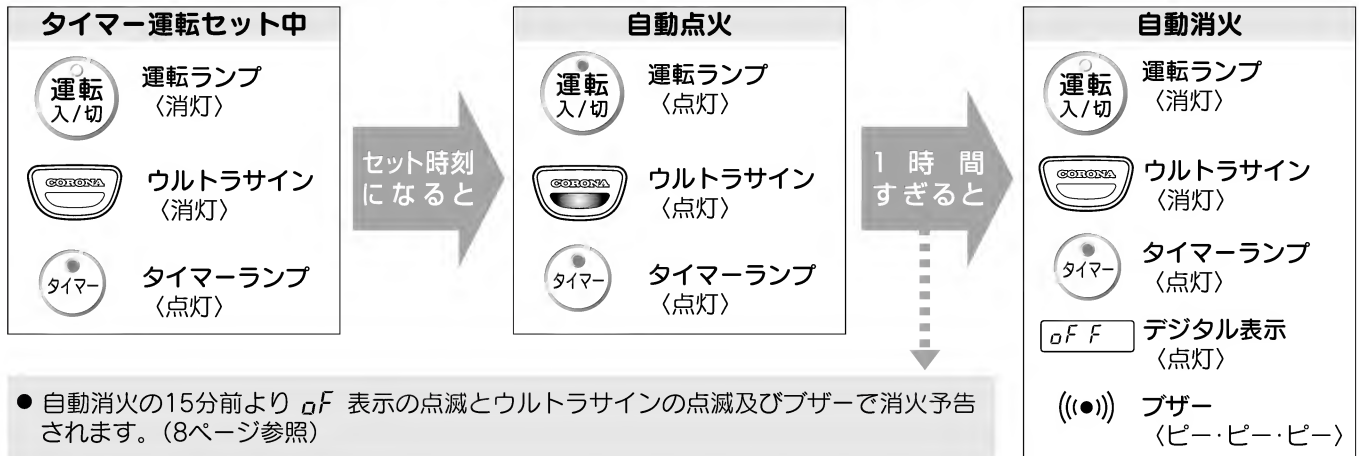 タイマー運転セット中
運転
入/切
運転ランプ
〈消灯〉
CORONA
ウルトラサイン
〈消灯〉
タイマー
タイマーランプ
〈点灯〉
セット時刻
になると
自動点火
運転
入/切
運転ランプ
〈点灯〉
CORONA
ウルトラサイン
〈点灯〉
タイマー
タイマーランプ
〈点灯〉
1時間
すぎると
自動消火
運転
入/切
運転ランプ
〈消灯〉
CORONA
ウルトラサイン
〈消灯〉
タイマー
タイマーランプ
〈点灯〉
oFF
デジタル表示
〈点灯〉
ブザー
〈ピー・ピー・ピー〉
● 自動消火の15分前より oF 表示の点滅とウルトラサインの点滅及びブザーで消火予告
されます。(8ページ参照)